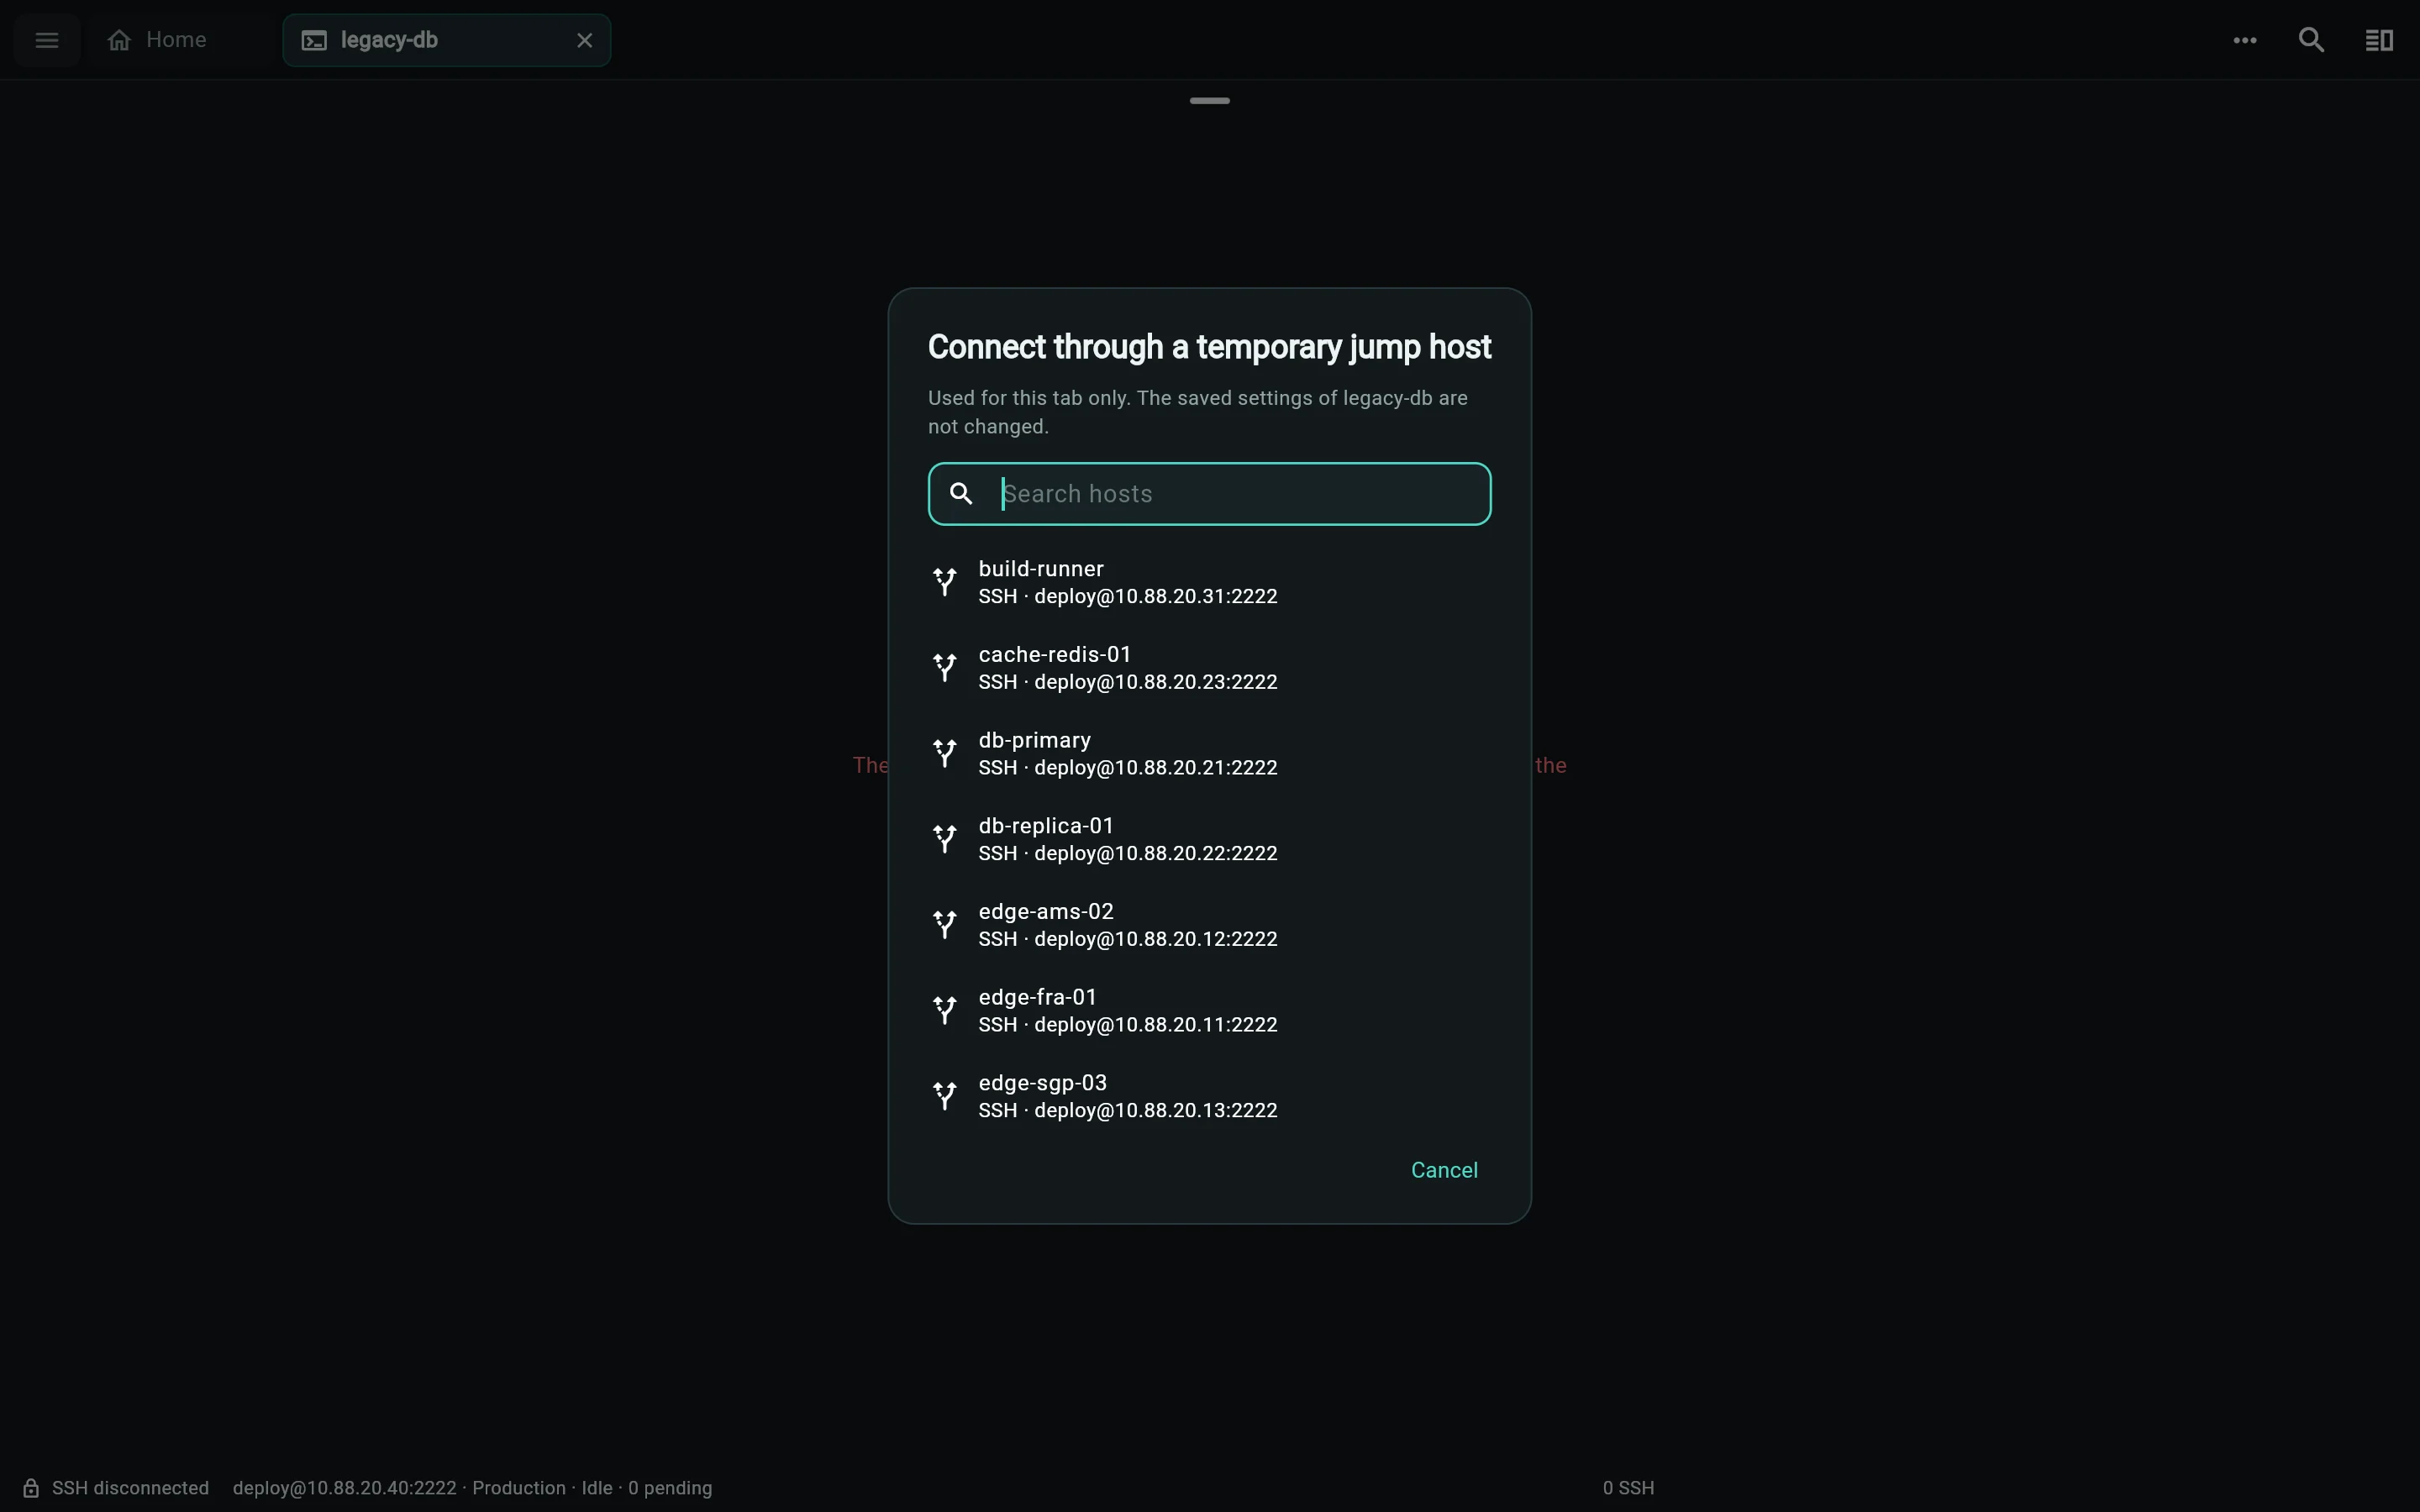 Home
legacy-db
Connect through a temporary jump host
Used for this tab only. The saved settings of legacy-db are
not changed.
Search hosts
build-runner
SSH · deploy@10.88.20.31:2222
cache-redis-01
SSH · deploy@10.88.20.23:2222
db-primary
SSH · deploy@10.88.20.21:2222
The
the
db-replica-01
SSH · deploy@10.88.20.22:2222
edge-ams-02
SSH · deploy@10.88.20.12:2222
edge-fra-01
SSH · deploy@10.88.20.11:2222
edge-sgp-03
SSH · deploy@10.88.20.13:2222
Cancel
SSH disconnected deploy@10.88.20.40:2222 · Production · Idle · 0 pending 0 SSH